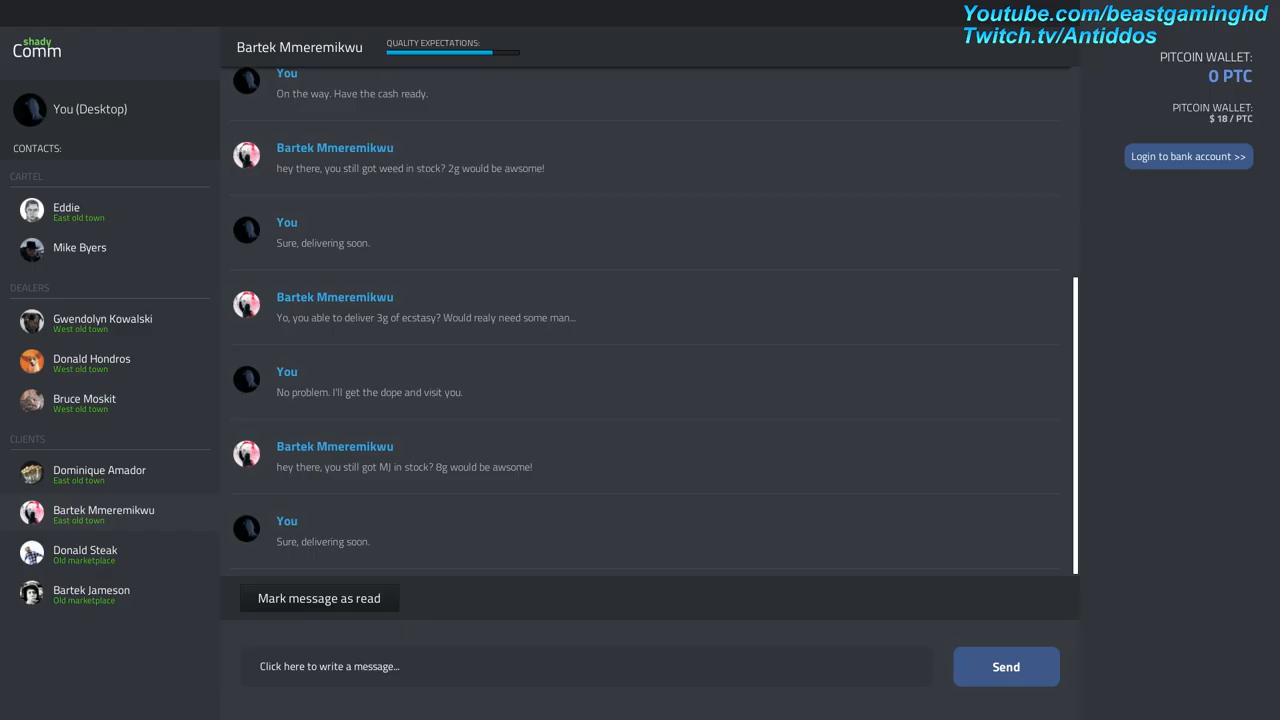 Youtube.com/beastgaminghd
Twitch.tv/Antiddos
shady
Comm
You (Desktop)
CONTACTS:
CARTEL
Eddie
East old town
Mike Byers
DEALERS
Gwendolyn Kowalski
West old town
Donald Hondros
West old town
Bruce Moskit
West old town
CLIENTS
Dominique Amador
East old town
Bartek Mmeremikwu
East old town
Donald Steak
Old marketplace
Bartek Jameson
Old marketplace
Bartek Mmeremikwu
QUALITY EXPECTATIONS:
You
On the way. Have the cash ready.
Bartek Mmeremikwu
hey there, you still got weed in stock? 2g would be awsome!
You
Sure, delivering soon.
Bartek Mmeremikwu
Yo, you able to deliver 3g of ecstasy? Would realy need some man...
You
No problem. I'll get the dope and visit you.
Bartek Mmeremikwu
hey there, you still got MJ in stock? 8g would be awsome!
You
Sure, delivering soon.
Mark message as read
Click here to write a message...
Send
PITCOIN WALLET:
0 PTC
PITCOIN WALLET:
$ 18 / PTC
Login to bank account >>